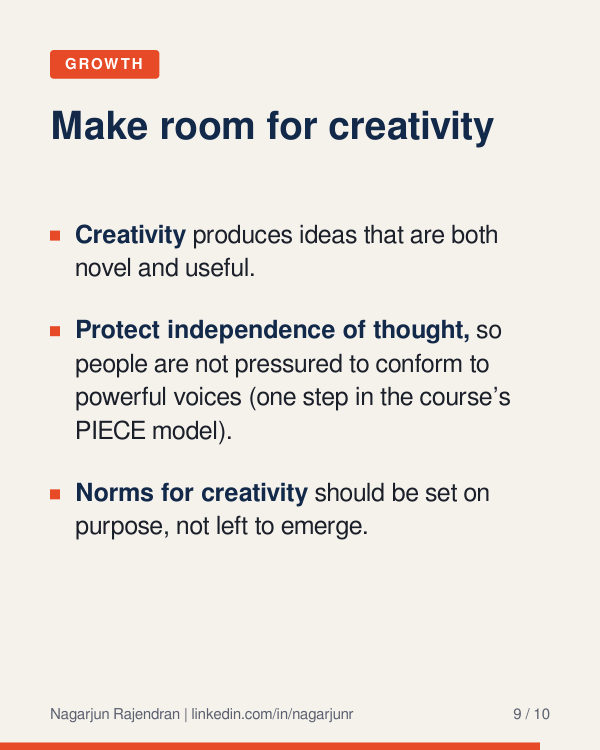 GROWTH
Make room for creativity
Creativity produces ideas that are both
novel and useful.
Protect independence of thought, so
people are not pressured to conform to
powerful voices (one step in the course’s
PIECE model).
Norms for creativity should be set on
purpose, not left to emerge.
Nagarjun Rajendran | linkedin.com/in/nagarjunr
9 / 10